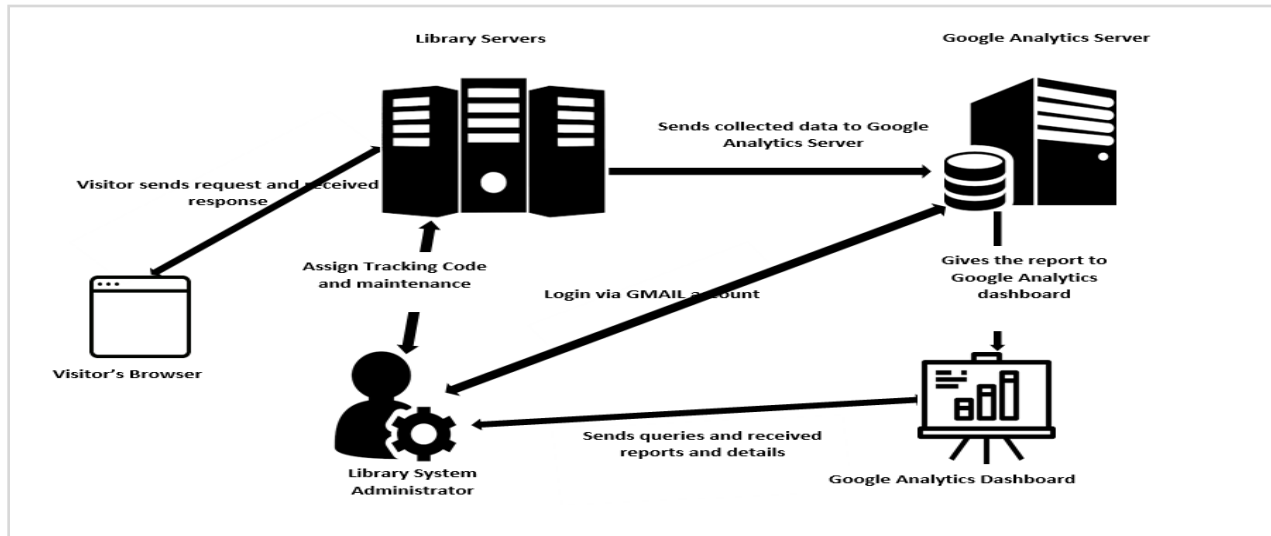 Library Servers
Google Analytics Server
Sends collected data to Google
Analytics Server
Visitor sends request and received
response
Assign Tracking Code
and maintenance
Login via GMAIL account
Gives the report to
Google Analytics
dashboard
Visitor's Browser
Sends queries and received
reports and details
Library System
Administrator
Google Analytics Dashboard